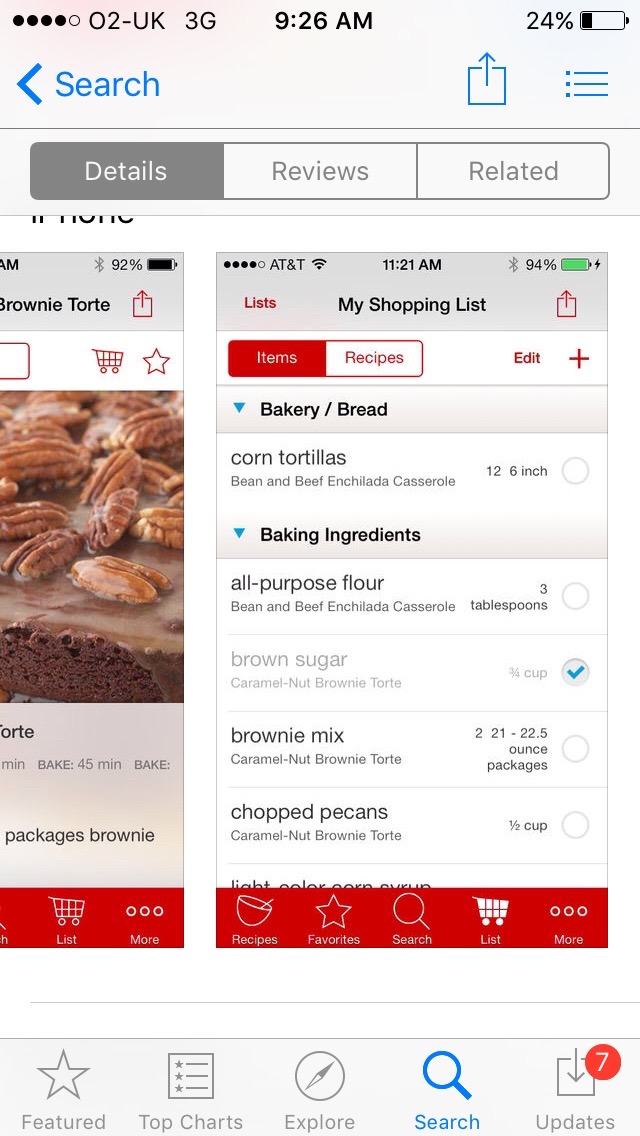 O2-UK 3G 9:26 AM 24%
Search
Details Reviews Related
iPhone
AM 92%
Brownie Torte
Torte
min BAKE: 45 min BAKE:
packages brownie
List More
AT&T 11:21 AM 94%
Lists My Shopping List
Items Recipes Edit +
Bakery / Bread
corn tortillas
12 6 inch
Bean and Beef Enchilada Casserole
Baking Ingredients
all-purpose flour
3
tablespoons
Bean and Beef Enchilada Casserole
brown sugar
¾ cup
Caramel-Nut Brownie Torte
brownie mix
2 21 - 22.5
ounce
packages
Caramel-Nut Brownie Torte
chopped pecans
½ cup
Caramel-Nut Brownie Torte
light-color corn syrup
Recipes Favorites Search List More
7
Featured Top Charts Explore Search Updates